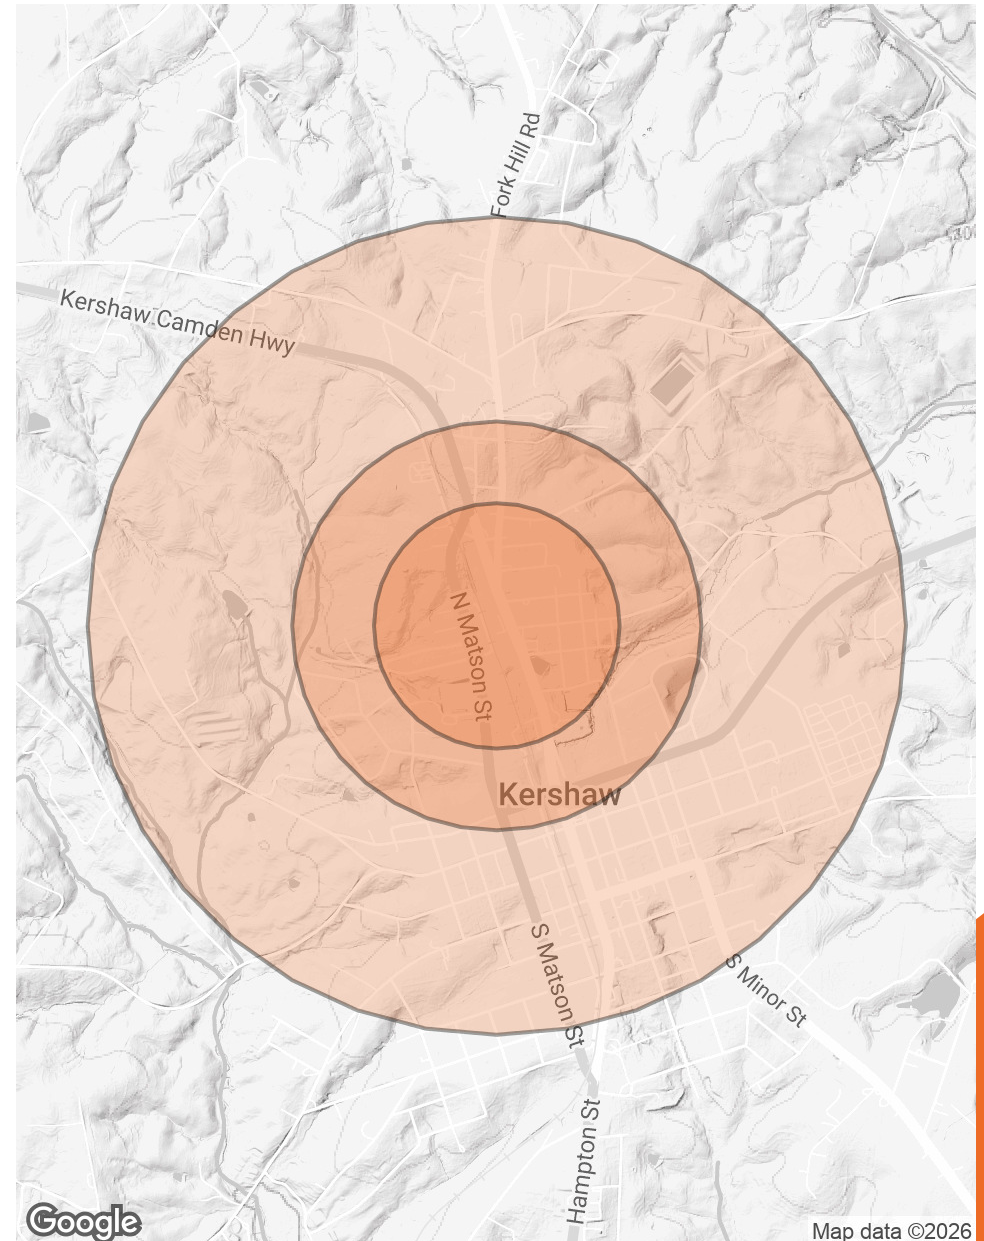 Fork Hill Rd
Kershaw Camden Hwy
N Matson St
Kershaw
S Matson St
S Minor St
Hampton St
Google
Map data ©2026